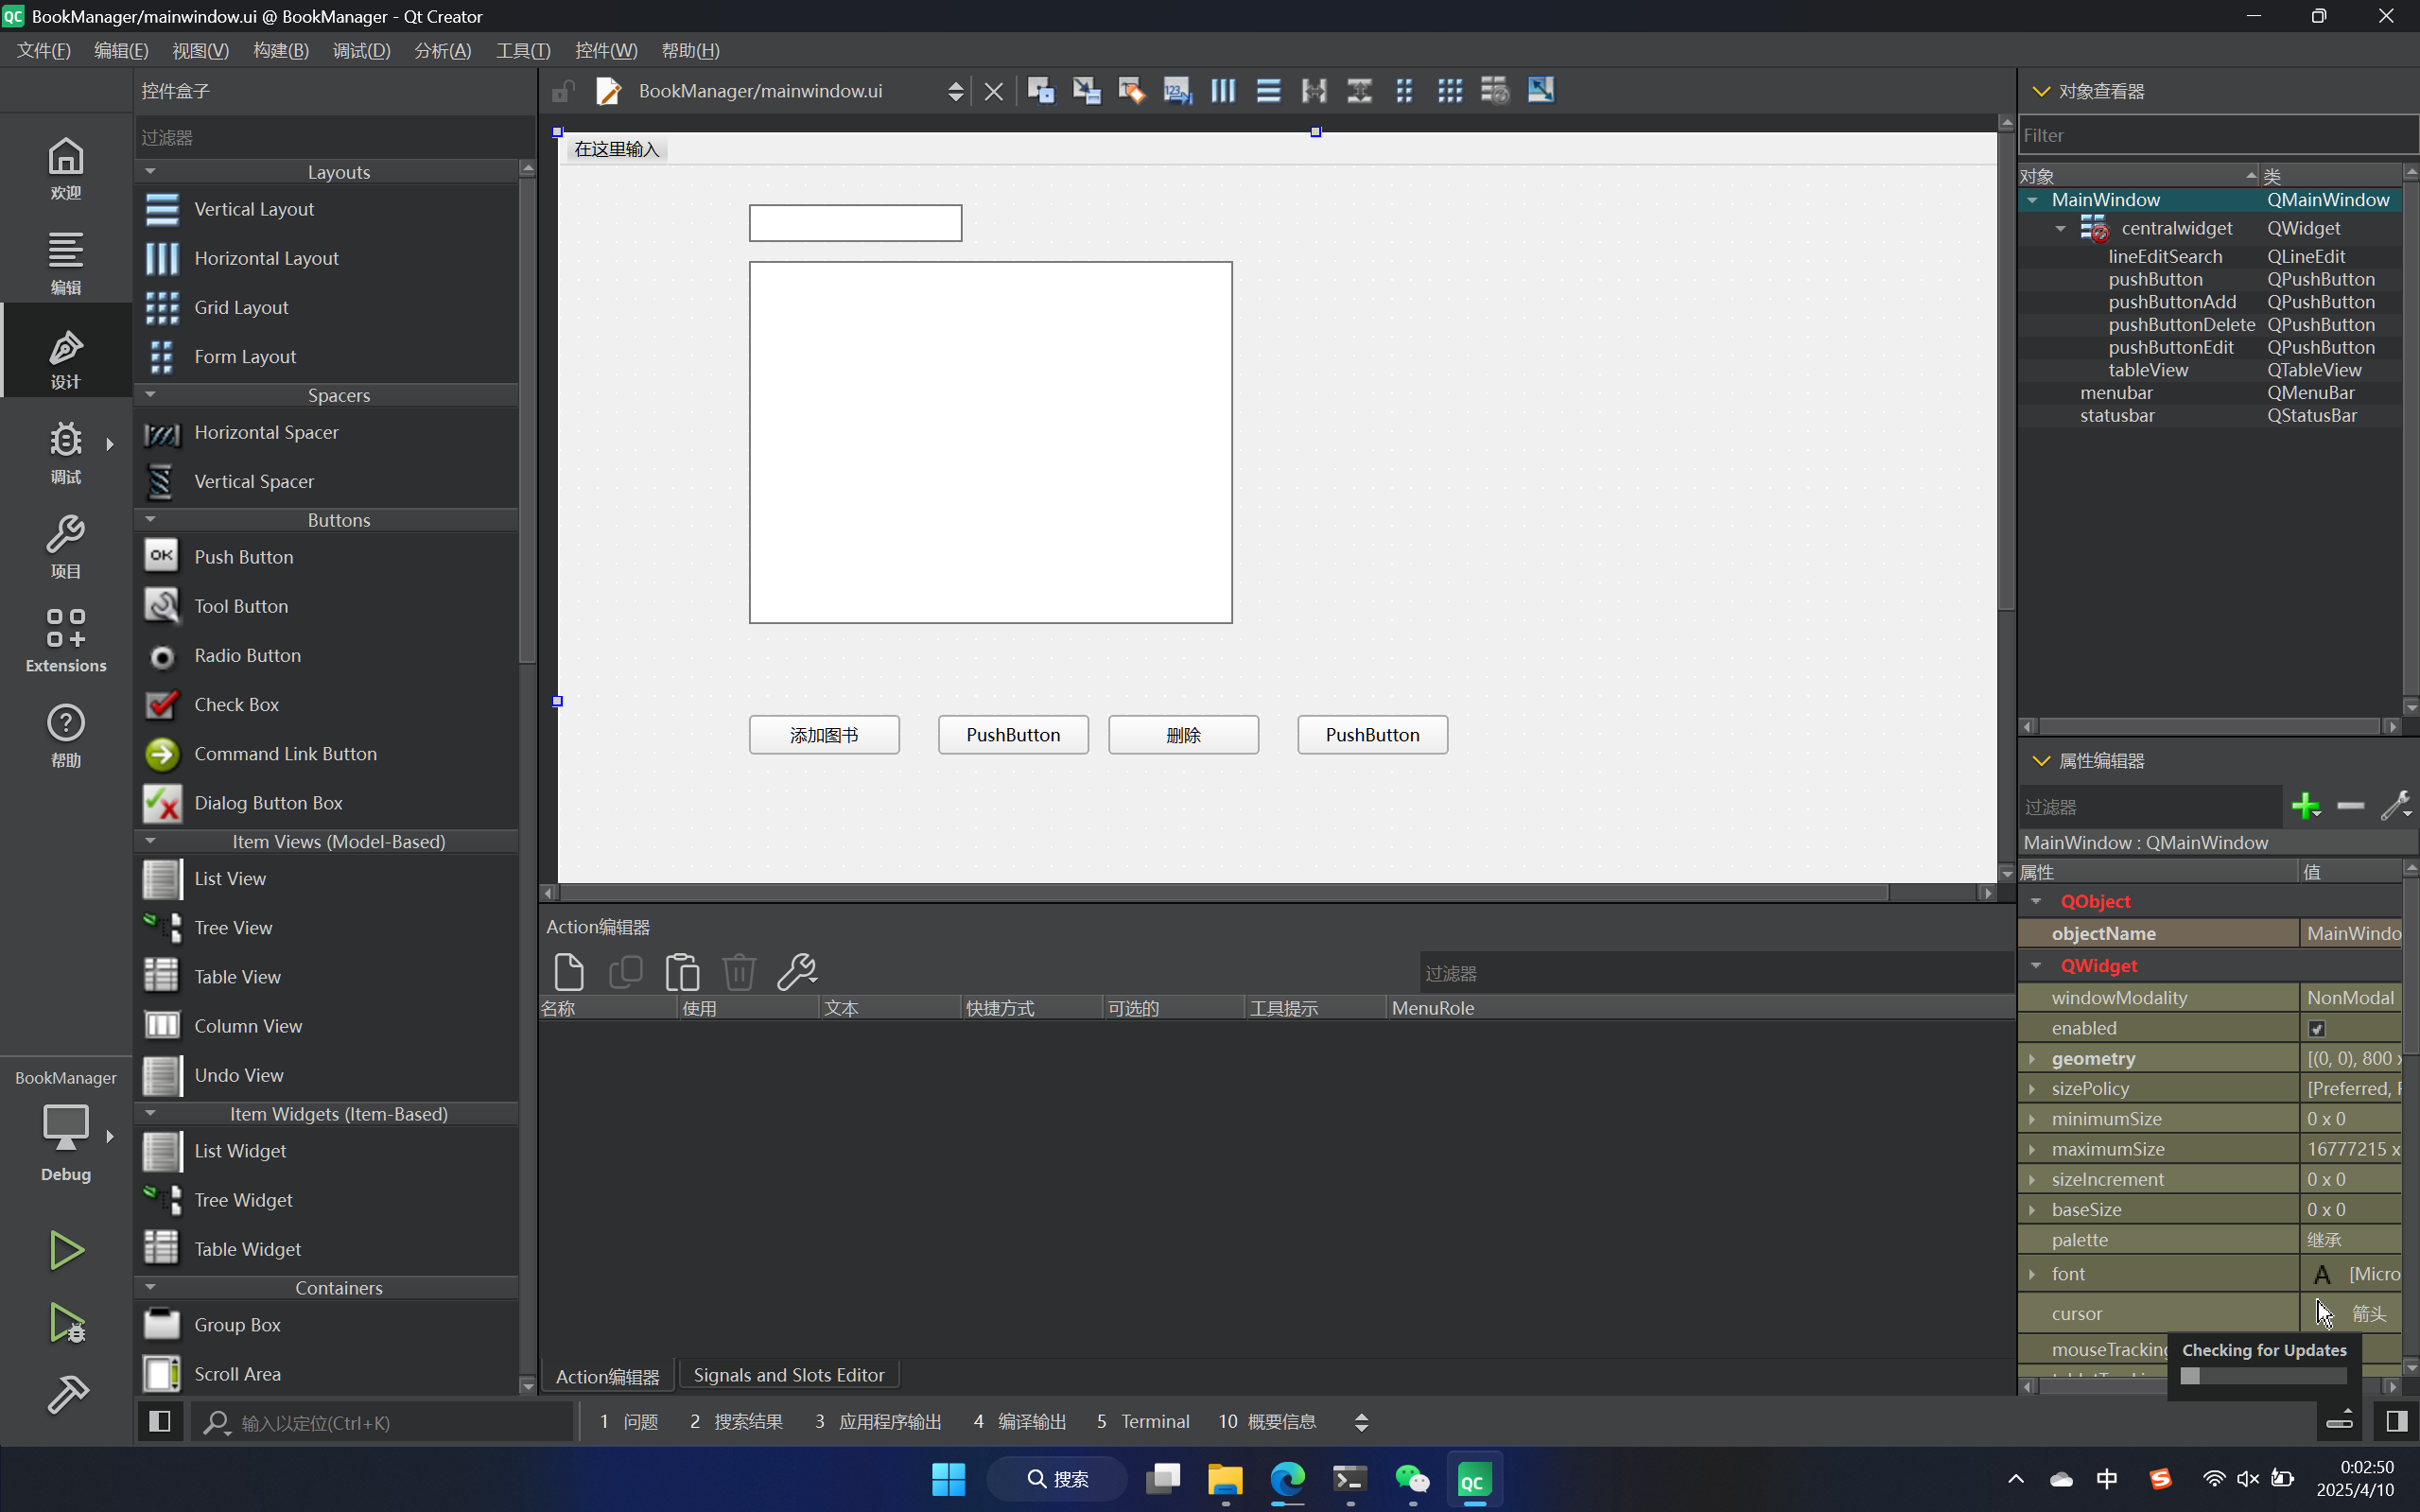 BookManager/mainwindow.ui @ BookManager - Qt Creator
文件(F) 编辑(E) 视图(V) 构建(B) 调试(D) 分析(A) 工具(T) 控件(W) 帮助(H)
欢迎
编辑
设计
调试
项目
Extensions
帮助
BookManager
Debug
控件盒子
过滤器
Layouts
Vertical Layout
Horizontal Layout
Grid Layout
Form Layout
Spacers
Horizontal Spacer
Vertical Spacer
Buttons
OK Push Button
Tool Button
Radio Button
Check Box
Command Link Button
Dialog Button Box
Item Views (Model-Based)
List View
Tree View
Table View
Column View
Undo View
Item Widgets (Item-Based)
List Widget
Tree Widget
Table Widget
Containers
Group Box
Scroll Area
BookManager/mainwindow.ui
在这里输入
添加图书 PushButton 删除 PushButton
Action编辑器
过滤器
名称 使用 文本 快捷方式 可选的 工具提示 MenuRole
Action编辑器 Signals and Slots Editor
对象查看器
Filter
对象 类
MainWindow QMainWindow
centralwidget QWidget
lineEditSearch QLineEdit
pushButton QPushButton
pushButtonAdd QPushButton
pushButtonDelete QPushButton
pushButtonEdit QPushButton
tableView QTableView
menubar QMenuBar
statusbar QStatusBar
属性编辑器
过滤器
MainWindow : QMainWindow
属性 值
QObject
objectName MainWindo
QWidget
windowModality NonModal
enabled
geometry [(0, 0), 800 x
sizePolicy [Preferred, P
minimumSize 0 x 0
maximumSize 16777215 x
sizeIncrement 0 x 0
baseSize 0 x 0
palette 继承
font A [Micro
cursor 箭头
mouseTracking
Checking for Updates
输入以定位(Ctrl+K) 1 问题 2 搜索结果 3 应用程序输出 4 编译输出 5 Terminal 10 概要信息
搜索 QC 中 0:02:50
2025/4/10